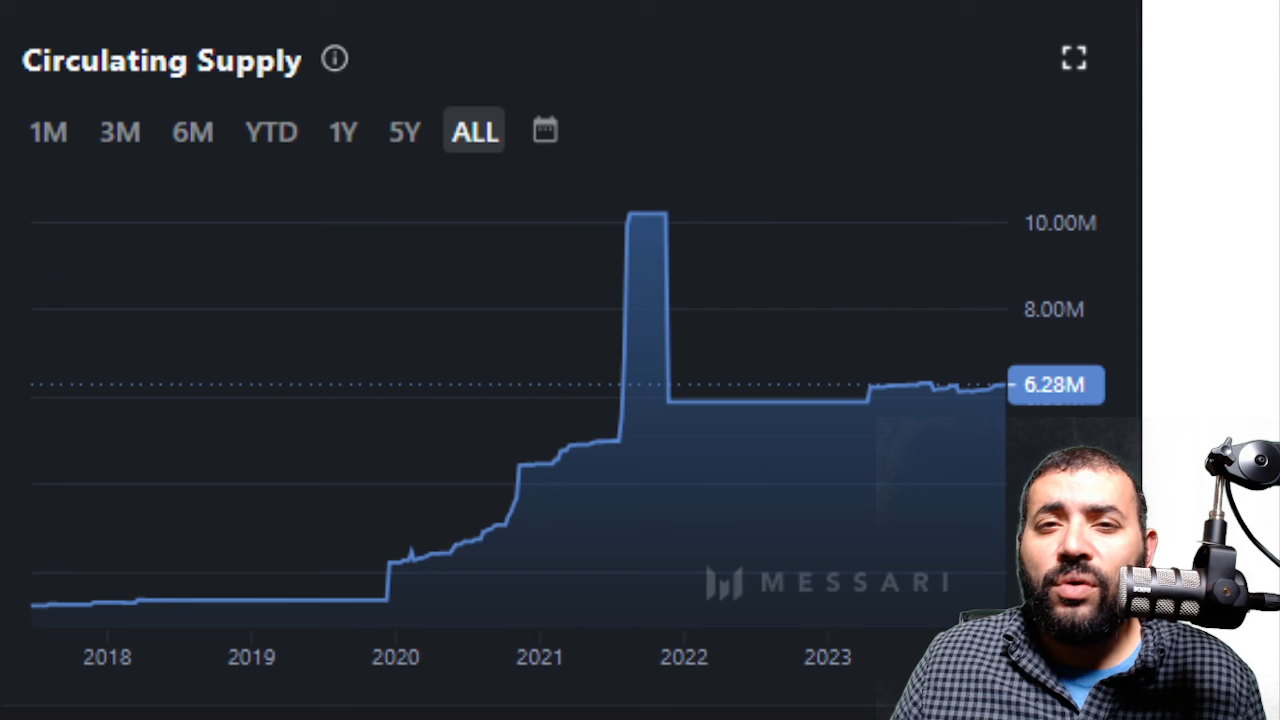 Circulating Supply
1M 3M 6M YTD 1Y 5Y ALL
10.00M
8.00M
6.28M
MESSARI
2018 2019 2020 2021 2022 2023